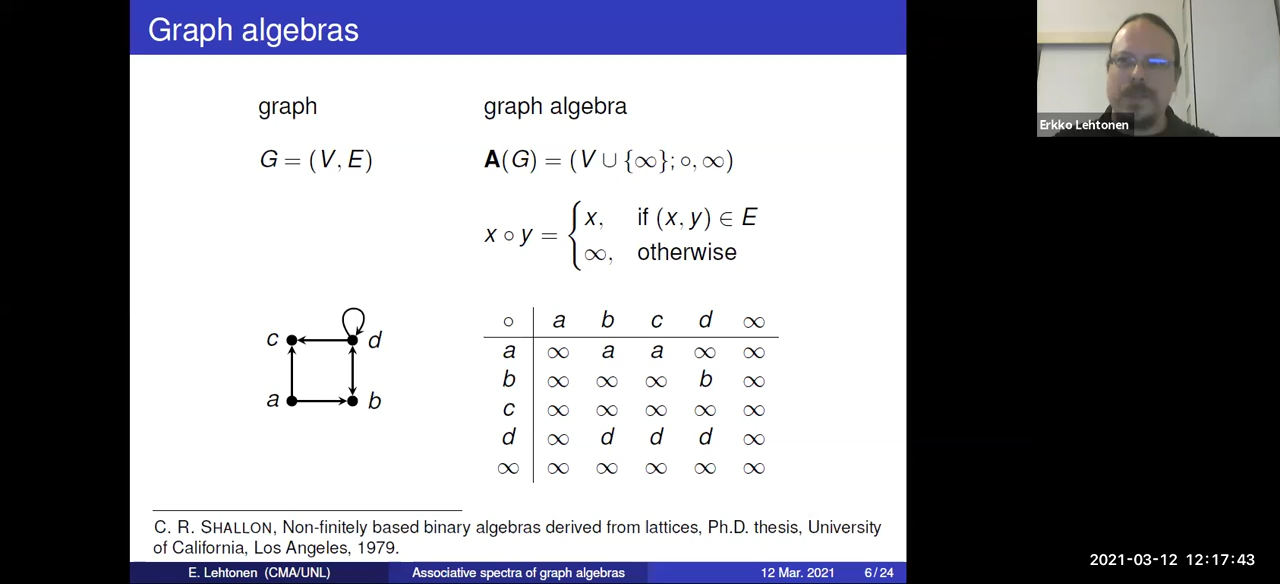 Graph algebras
graph
graph algebra
G = (V, E)
A(G) = (V ∪ {∞}; ∘, ∞)
x ∘ y = { x, if (x, y) ∈ E
∞, otherwise
c
d
a
b
∘ a b c d ∞
a ∞ a a ∞ ∞
b ∞ ∞ ∞ b ∞
c ∞ ∞ ∞ ∞ ∞
d ∞ d d d ∞
∞ ∞ ∞ ∞ ∞ ∞
C. R. SHALLON, Non-finitely based binary algebras derived from lattices, Ph.D. thesis, University
of California, Los Angeles, 1979.
E. Lehtonen (CMA/UNL) Associative spectra of graph algebras 12 Mar. 2021 6 / 24
Erkko Lehtonen
2021-03-12 12:17:43